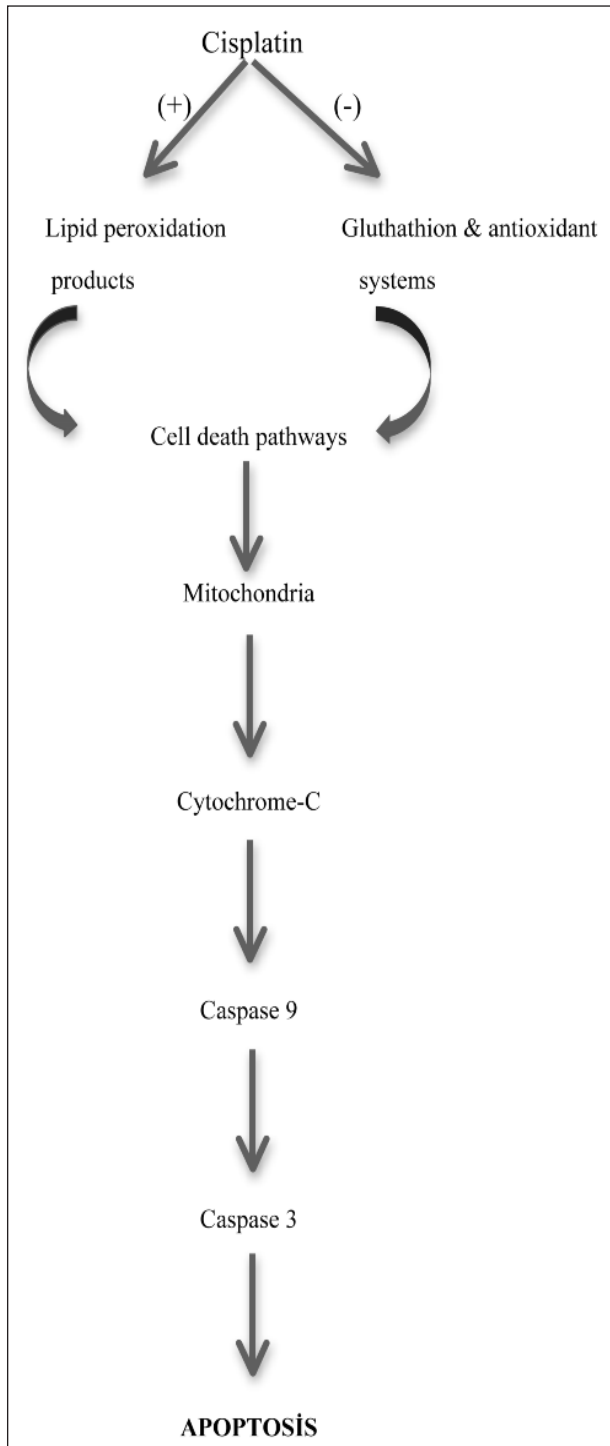 Cisplatin
(+) (-)
Lipid peroxidation Gluthathion & antioxidant
products systems
Cell death pathways
Mitochondria
Cytochrome-C
Caspase 9
Caspase 3
APOPTOSİS